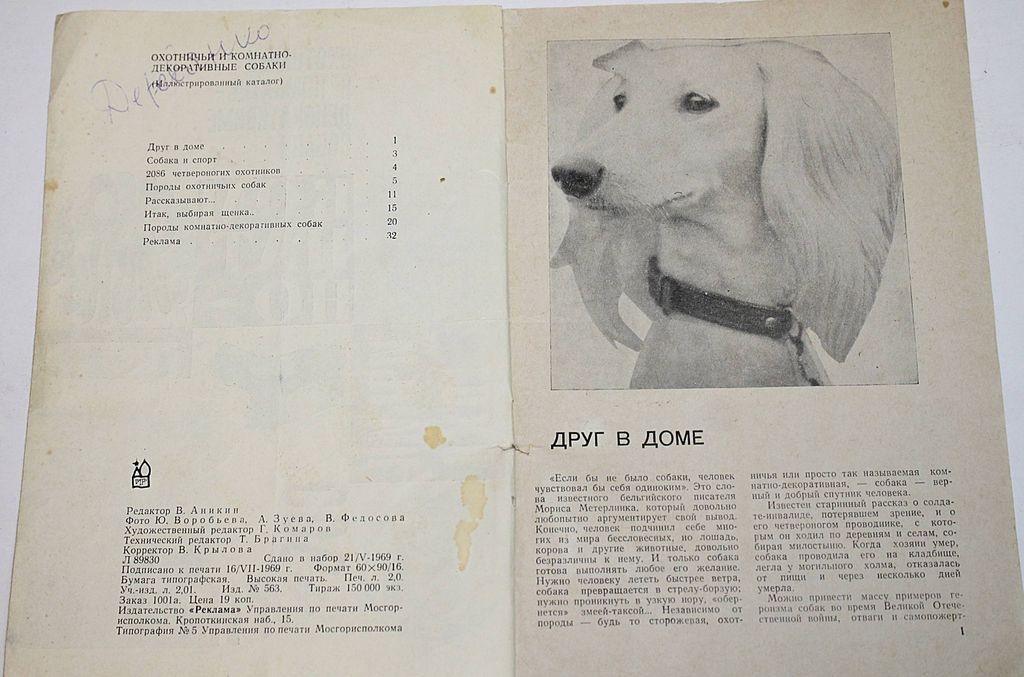 ОХОТНИЧЬИ И КОМНАТНО-
ДЕКОРАТИВНЫЕ СОБАКИ
(Иллюстрированный каталог)
Друг в доме . . . . . . . 1
Собака и спорт . . . . . . 3
2086 четвероногих охотников . . . 4
Породы охотничьих собак . . . . 5
Рассказывают... . . . . . . 11
Итак, выбирая щенка.. . . . . 15
Породы комнатно-декоративных собак . 20
Реклама . . . . . . . 32
РГР
Редактор В. Аникин
Фото Ю. Воробьева, А. Зуева, В. Федосова
Художественный редактор Г. Комаров
Технический редактор Т. Брагина
Корректор В. Крылова
Л 89830 Сдано в набор 21/V-1969 г.
Подписано к печати 16/VII-1969 г. Формат 60×90/16.
Бумага типографская. Высокая печать. Печ. л. 2,0.
Уч.-изд. л. 2,01. Изд. № 563. Тираж 150 000 экз.
Заказ 1001а. Цена 19 коп.
Издательство «Реклама» Управления по печати Мосгор-
исполкома. Кропоткинская наб., 15.
Типография № 5 Управления по печати Мосгорисполкома
ДРУГ В ДОМЕ
«Если бы не было собаки, человек
чувствовал бы себя одиноким». Это сло-
ва известного бельгийского писателя
Мориса Метерлинка, который довольно
любопытно аргументирует свой вывод.
Конечно, человек подчинил себе мно-
гих из мира бессловесных, но лошадь,
корова и другие животные, довольно
безразличны к нему. И только собака
готова выполнять любое его желание.
Нужно человеку лететь быстрее ветра,
собака превращается в стрелу-борзую;
нужно проникнуть в узкую нору, «обер-
нется» змеей-таксой... Независимо от
породы — будь то сторожевая, охот-
ничья или просто так называемая ком-
натно-декоративная, — собака — вер-
ный и добрый спутник человека.
Известен старинный рассказ о солда-
те-инвалиде, потерявшем зрение, и о
его четвероногом проводнике, с кото-
рым он ходил по деревням и селам, со-
бирая милостыню. Когда хозяин умер,
собака проводила его на кладбище,
легла у могильного холма, отказалась
от пищи и через несколько дней
умерла.
Можно привести массу примеров ге-
роизма собак во время Великой Отече-
ственной войны, отваги и самопожерт-
1